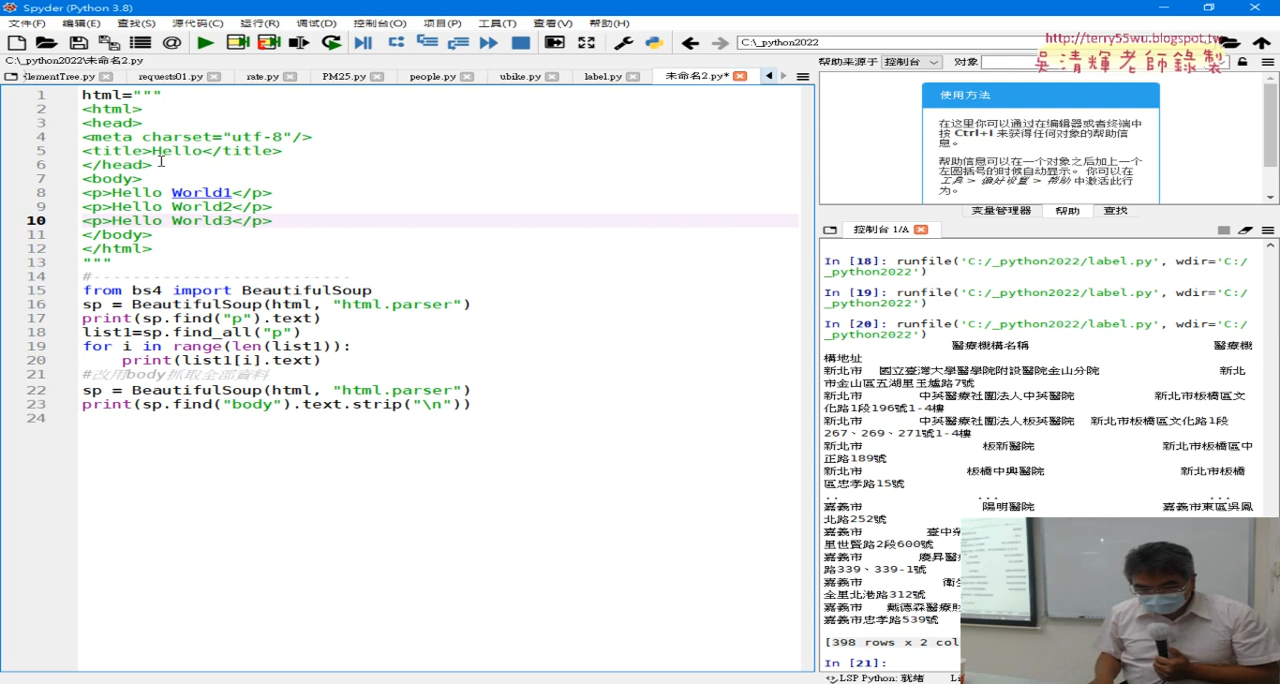 Spyder (Python 3.8)
文件(F) 编辑(E) 查找(S) 源代码(C) 运行(R) 调试(D) 控制台(O) 项目(P) 工具(T) 查看(V) 帮助(H)
C:\_python2022
http://terry55wu.blogspot.tw
吳清輝老師錄製
C:\_python2022\未命名2.py
lementTree.py requests01.py rate.py PM25.py people.py ubike.py label.py 未命名2.py*
帮助来源于 控制台 对象
1 html="""
2 <html>
3 <head>
4 <meta charset="utf-8"/>
5 <title>Hello</title>
6 </head>
7 <body>
8 <p>Hello World1</p>
9 <p>Hello World2</p>
10 <p>Hello World3</p>
11 </body>
12 </html>
13 """
14 #---------------------------
15 from bs4 import BeautifulSoup
16 sp = BeautifulSoup(html, "html.parser")
17 print(sp.find("p").text)
18 list1=sp.find_all("p")
19 for i in range(len(list1)):
20 print(list1[i].text)
21 #改用body抓取全部資料
22 sp = BeautifulSoup(html, "html.parser")
23 print(sp.find("body").text.strip("\n"))
24
使用方法
在这里你可以通过在编辑器或者终端中
按 Ctrl+I 来获得任何对象的帮助信
息。
帮助信息可以在一个对象之后加上一个
左圆括号的时候自动显示。 你可以在
工具 > 偏好设置 > 帮助 中激活此行
为。
变量管理器 帮助 查找
控制台 1/A
In [18]: runfile('C:/_python2022/label.py', wdir='C:/
_python2022')
In [19]: runfile('C:/_python2022/label.py', wdir='C:/
_python2022')
In [20]: runfile('C:/_python2022/label.py', wdir='C:/
_python2022')
醫療機構名稱 醫療機
構地址
新北市 國立臺灣大學醫學院附設醫院金山分院 新北
市金山區五湖里玉爐路7號
新北市 中英醫療社團法人中英醫院 新北市板橋區文
化路1段196號1-4樓
新北市 中英醫療社團法人板英醫院 新北市板橋區文化路1段
267、269、271號1-4樓
新北市 板新醫院 新北市板橋區中
正路189號
新北市 板橋中興醫院 新北市板橋
區忠孝路15號
.. ... ...
嘉義市 陽明醫院 嘉義市東區吳鳳
北路252號
嘉義市 臺中榮
里世賢路2段600號
嘉義市 慶昇醫
路339、339-1號
嘉義市 衛生
全里北港路312號
嘉義市 戴德森醫療財
嘉義市忠孝路539號
[398 rows x 2 col
In [21]:
LSP Python: 就绪